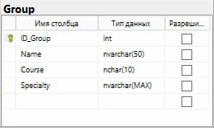 Group
Имя столбца Тип данных Разреши...
ID_Group int
Name nvarchar(50)
Course nchar(10)
Specialty nvarchar(MAX)